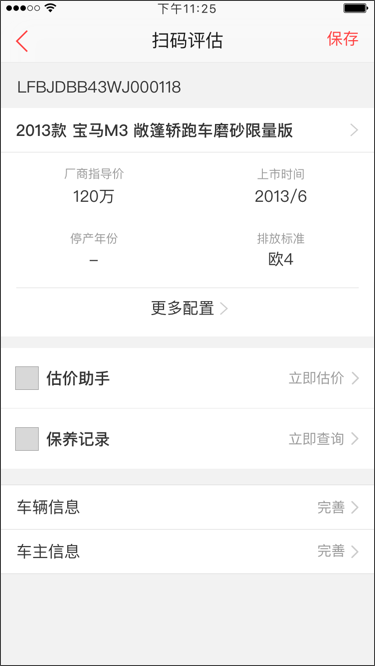 下午11:25
扫码评估
保存
LFBJDBB43WJ000118
2013款 宝马M3 敞篷轿跑车磨砂限量版
厂商指导价
上市时间
120万
2013/6
停产年份
排放标准
–
欧4
更多配置
估价助手
立即估价
保养记录
立即查询
车辆信息
完善
车主信息
完善